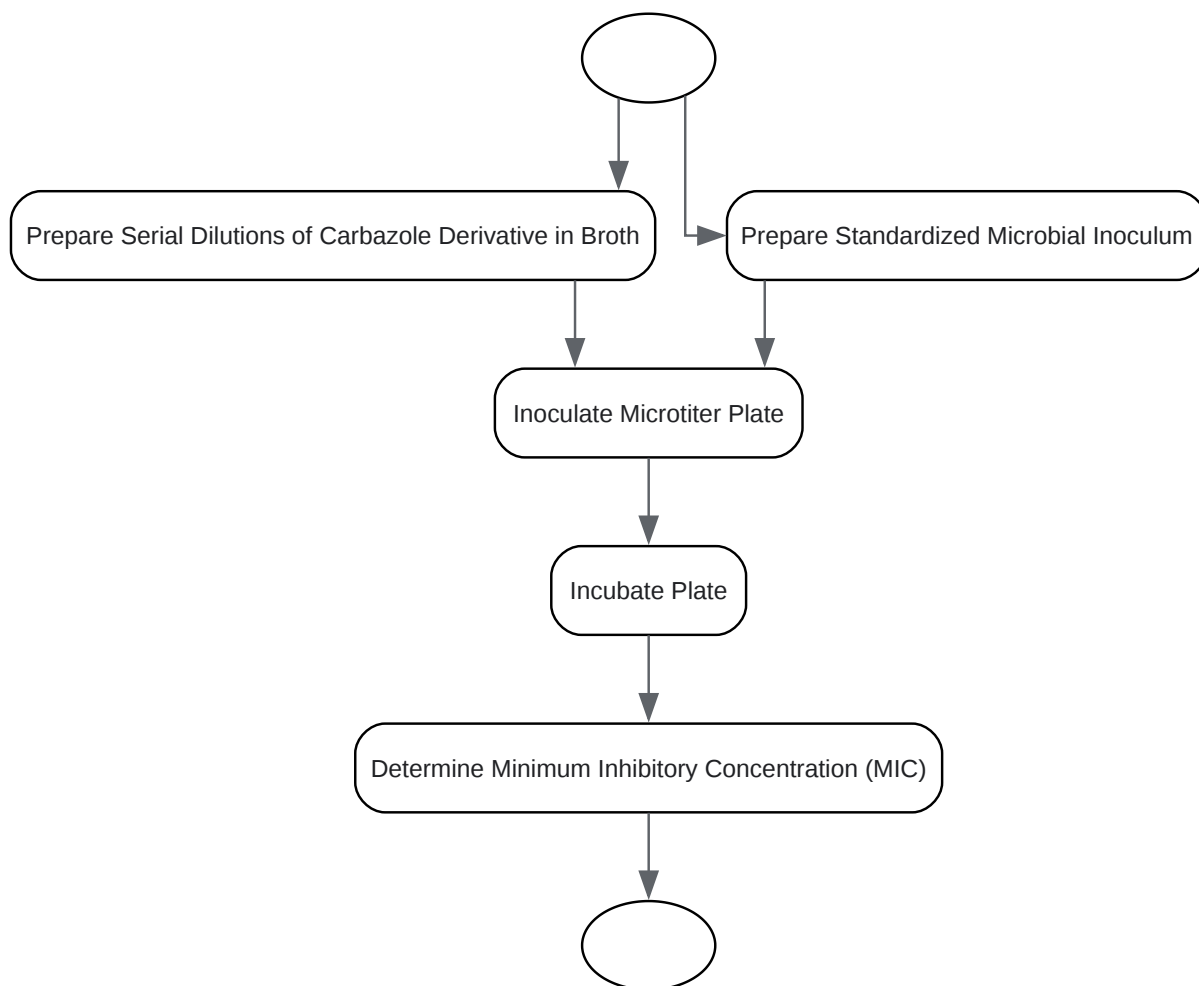 Prepare Serial Dilutions of Carbazole Derivative in Broth
Prepare Standardized Microbial Inoculum
Inoculate Microtiter Plate
Incubate Plate
Determine Minimum Inhibitory Concentration (MIC)